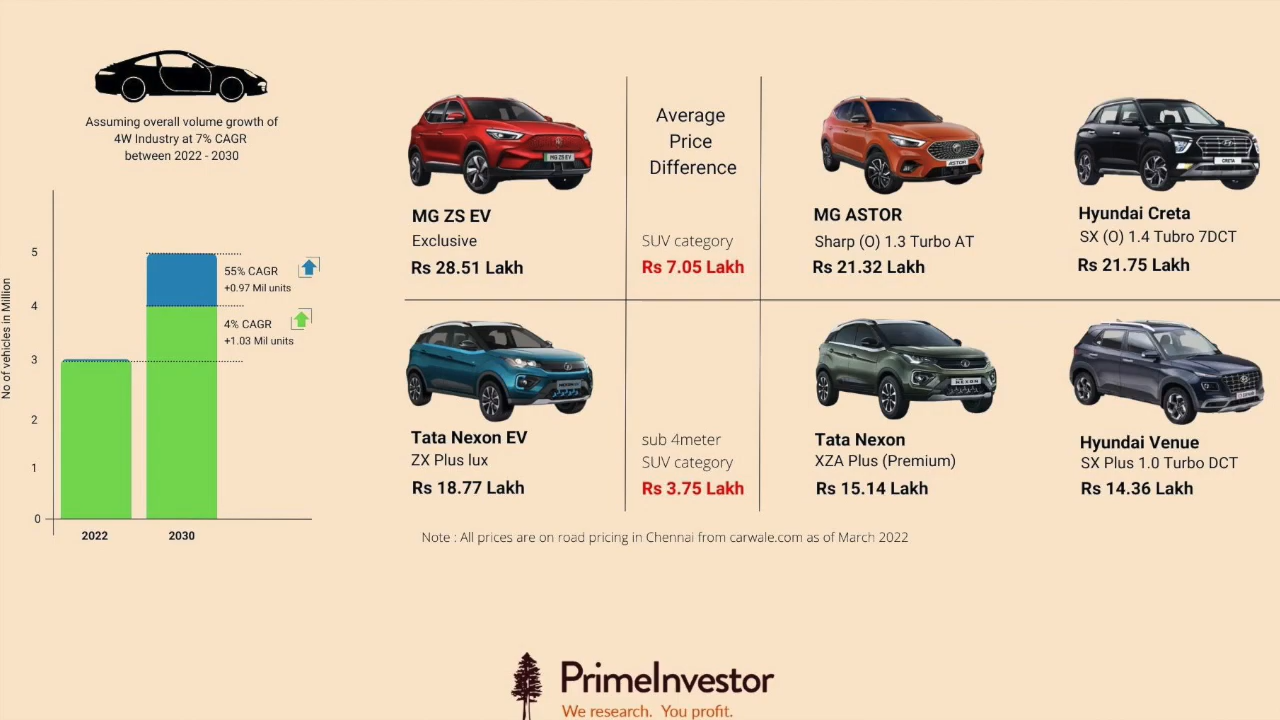 Assuming overall volume growth of
4W Industry at 7% CAGR
between 2022 - 2030
No of vehicles in Million
5
4
3
2
1
0
55% CAGR
+0.97 Mil units
4% CAGR
+1.03 Mil units
2022
2030
MG ZS EV
MG ZS EV
Exclusive
Rs 28.51 Lakh
Average
Price
Difference
SUV category
Rs 7.05 Lakh
ASTOR
MG ASTOR
Sharp (O) 1.3 Turbo AT
Rs 21.32 Lakh
CRETA
Hyundai Creta
SX (O) 1.4 Tubro 7DCT
Rs 21.75 Lakh
Tata Nexon EV
ZX Plus lux
Rs 18.77 Lakh
sub 4meter
SUV category
Rs 3.75 Lakh
NEXON
Tata Nexon
XZA Plus (Premium)
Rs 15.14 Lakh
Hyundai Venue
SX Plus 1.0 Turbo DCT
Rs 14.36 Lakh
Note : All prices are on road pricing in Chennai from carwale.com as of March 2022
PrimeInvestor
We research. You profit.